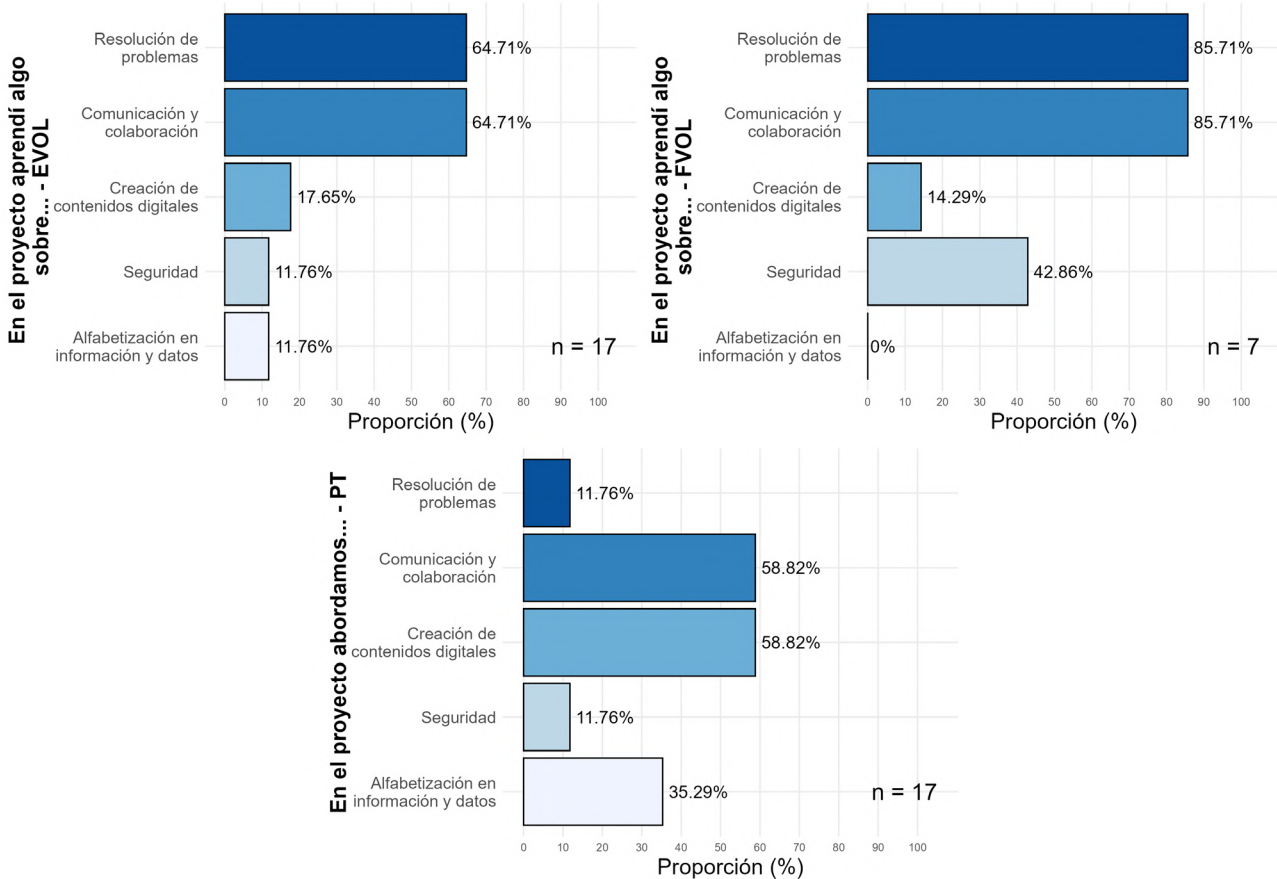 En el proyecto aprendí algo
sobre... - EVOL
Resolución de
problemas
64.71%
Comunicación y
colaboración
64.71%
Creación de
contenidos digitales
17.65%
Seguridad
11.76%
Alfabetización en
información y datos
11.76%
n = 17
0 10 20 30 40 50 60 70 80 90 100
Proporción (%)
En el proyecto aprendí algo
sobre... - FVOL
Resolución de
problemas
85.71%
Comunicación y
colaboración
85.71%
Creación de
contenidos digitales
14.29%
Seguridad
42.86%
Alfabetización en
información y datos
0%
n = 7
0 10 20 30 40 50 60 70 80 90 100
Proporción (%)
En el proyecto abordamos... - PT
Resolución de
problemas
11.76%
Comunicación y
colaboración
58.82%
Creación de
contenidos digitales
58.82%
Seguridad
11.76%
Alfabetización en
información y datos
35.29%
n = 17
0 10 20 30 40 50 60 70 80 90 100
Proporción (%)